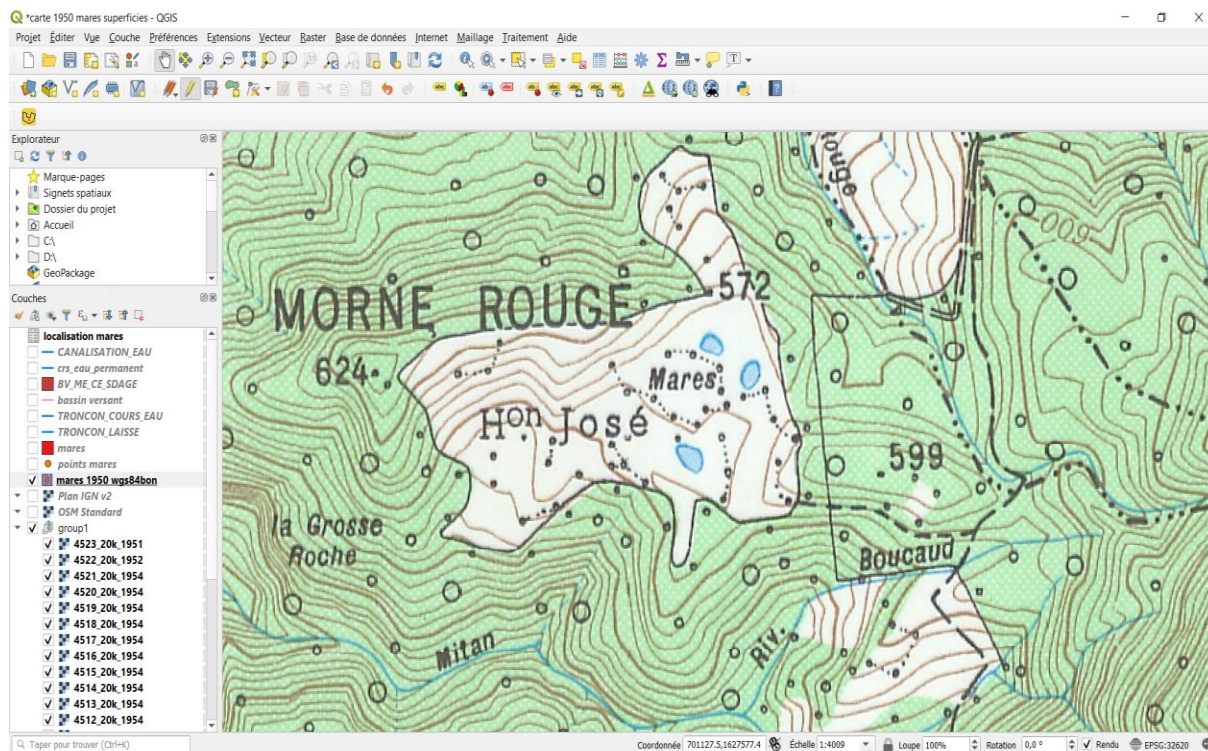 *carte 1950 mares superficies - QGIS
Projet Éditer Vue Couche Préférences Extensions Vecteur Raster Base de données Internet Maillage Traitement Aide
Explorateur
Marque-pages
Signets spatiaux
Dossier du projet
Accueil
C:\
D:\
GeoPackage
Couches
localisation mares
CANALISATION_EAU
crs_eau_permanent
BV_ME_CE_SDAGE
bassin versant
TRONCON_COURS_EAU
TRONCON_LAISSE
mares
points mares
mares 1950 wgs84bon
Plan IGN v2
OSM Standard
group1
4523_20k_1951
4522_20k_1952
4521_20k_1954
4520_20k_1954
4519_20k_1954
4518_20k_1954
4517_20k_1954
4516_20k_1954
4515_20k_1954
4514_20k_1954
4513_20k_1954
4512_20k_1954
Rouge
600
572
MORNE ROUGE
624
Mares
Hon José
599
la Grosse
Roche
Boucaud
Mitan
Riv.
Taper pour trouver (Ctrl+K)
Coordonnée 701127.5,1627577.4 Échelle 1:4009 Loupe 100% Rotation 0,0 ° Rendu EPSG:32620